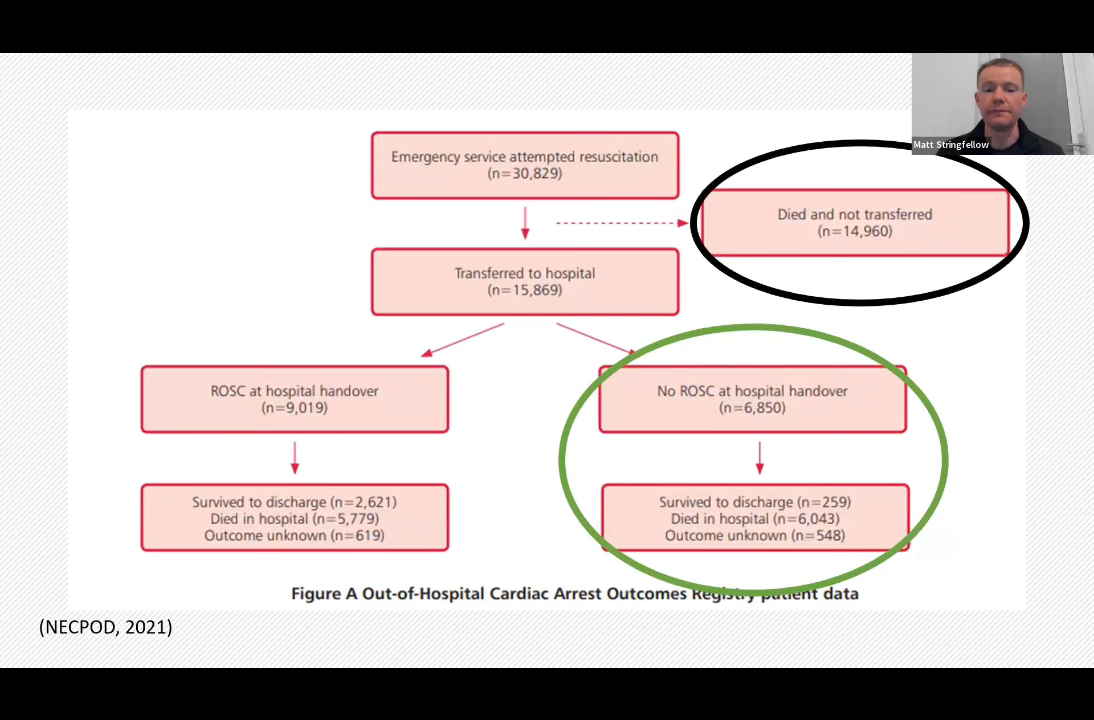 Matt Stringfellow
Emergency service attempted resuscitation
(n=30,829)
Died and not transferred
(n=14,960)
Transferred to hospital
(n=15,869)
ROSC at hospital handover
(n=9,019)
No ROSC at hospital handover
(n=6,850)
Survived to discharge (n=2,621)
Died in hospital (n=5,779)
Outcome unknown (n=619)
Survived to discharge (n=259)
Died in hospital (n=6,043)
Outcome unknown (n=548)
Figure A Out-of-Hospital Cardiac Arrest Outcomes Registry patient data
(NECPOD, 2021)